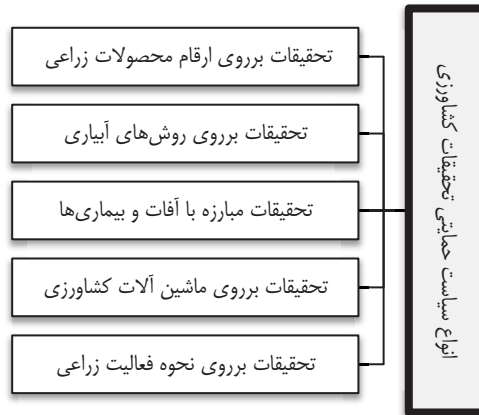 انواع سیاست حمایتی تحقیقات کشاورزی
تحقیقات برروی ارقام محصولات زراعی
تحقیقات برروی روش‌های آبیاری
تحقیقات مبارزه با آفات و بیماری‌ها
تحقیقات برروی ماشین آلات کشاورزی
تحقیقات برروی نحوه فعالیت زراعی